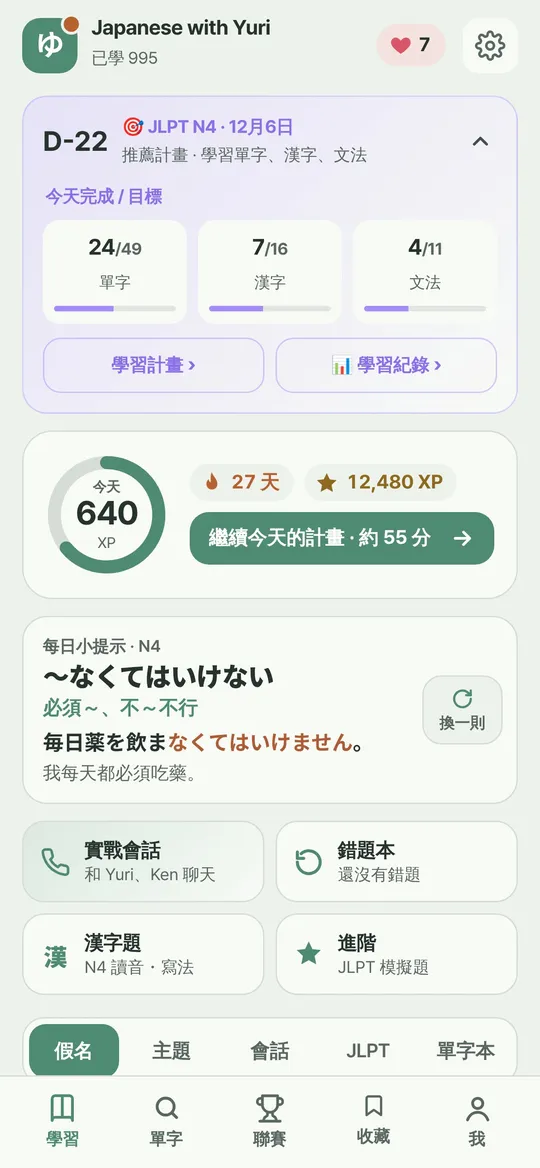 ゆ
Japanese with Yuri
已學 995
7
D-22
🎯 JLPT N4 · 12月6日
推薦計畫 · 學習單字、漢字、文法
今天完成 / 目標
24/49
單字
7/16
漢字
4/11
文法
學習計畫 ›
📊 學習紀錄 ›
今天
640
XP
27 天
12,480 XP
繼續今天的計畫 · 約 55 分 →
每日小提示 · N4
〜なくてはいけない
必須～、不～不行
毎日薬を飲まなくてはいけません。
我每天都必須吃藥。
換一則
實戰會話
和 Yuri、Ken 聊天
錯題本
還沒有錯題
漢
漢字題
N4 讀音・寫法
進階
JLPT 模擬題
假名
主題
會話
JLPT
單字本
學習
單字
聯賽
收藏
我